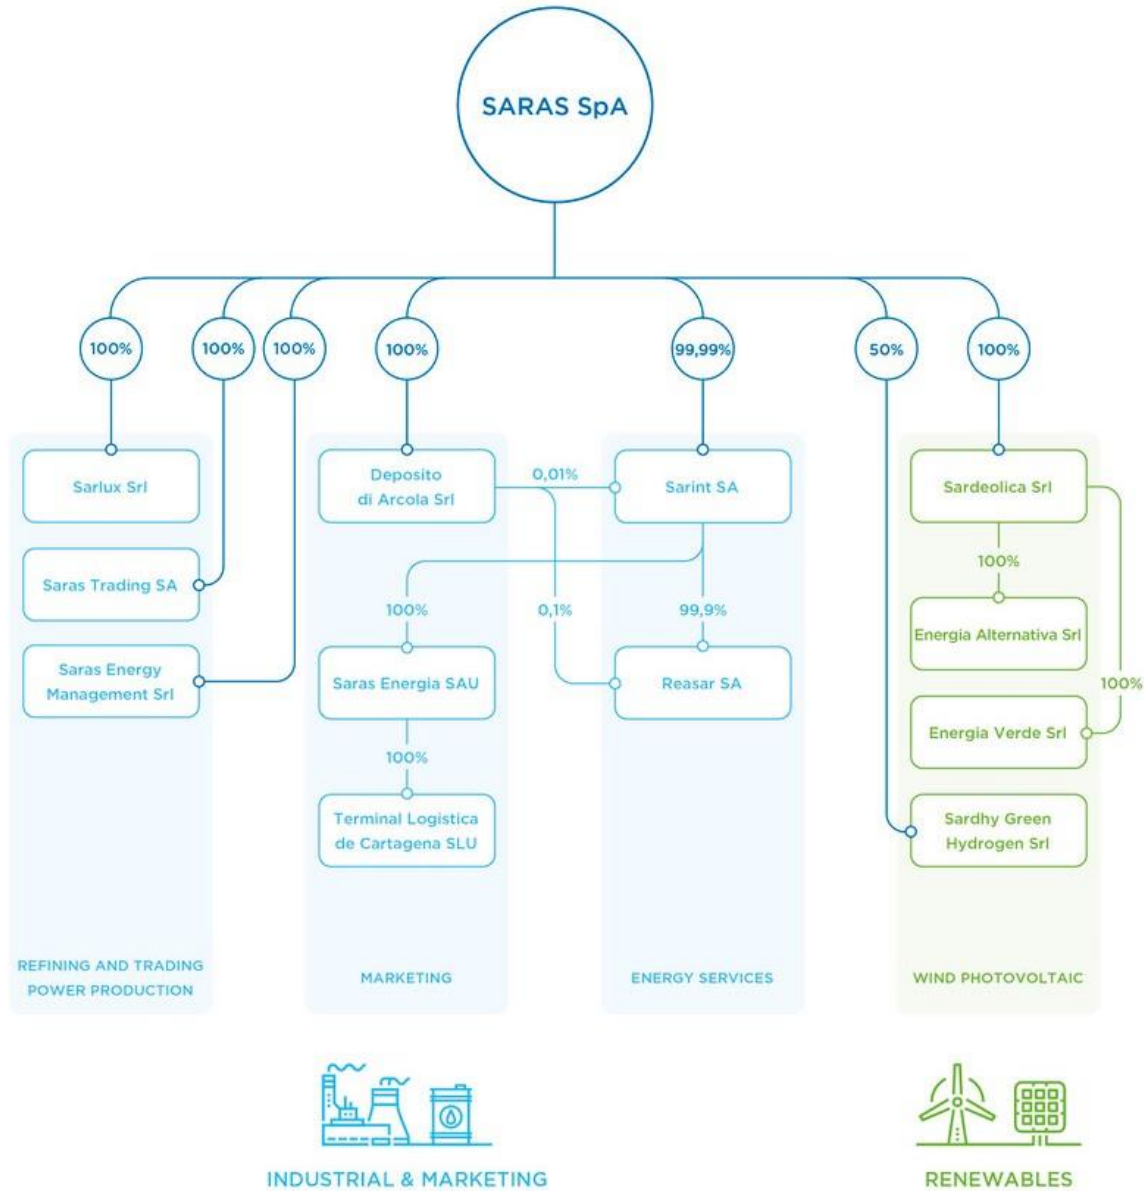 SARAS SpA
100%
100%
100%
100%
99,99%
50%
100%
Sarlux Srl
Saras Trading SA
Saras Energy
Management Srl
REFINING AND TRADING
POWER PRODUCTION
Deposito
di Arcola Srl
0,01%
0,1%
100%
Saras Energia SAU
100%
Terminal Logistica
de Cartagena SLU
MARKETING
Sarint SA
99,9%
Reasar SA
ENERGY SERVICES
Sardeolica Srl
100%
Energia Alternativa Srl
100%
Energia Verde Srl
Sardhy Green
Hydrogen Srl
WIND PHOTOVOLTAIC
INDUSTRIAL & MARKETING
RENEWABLES